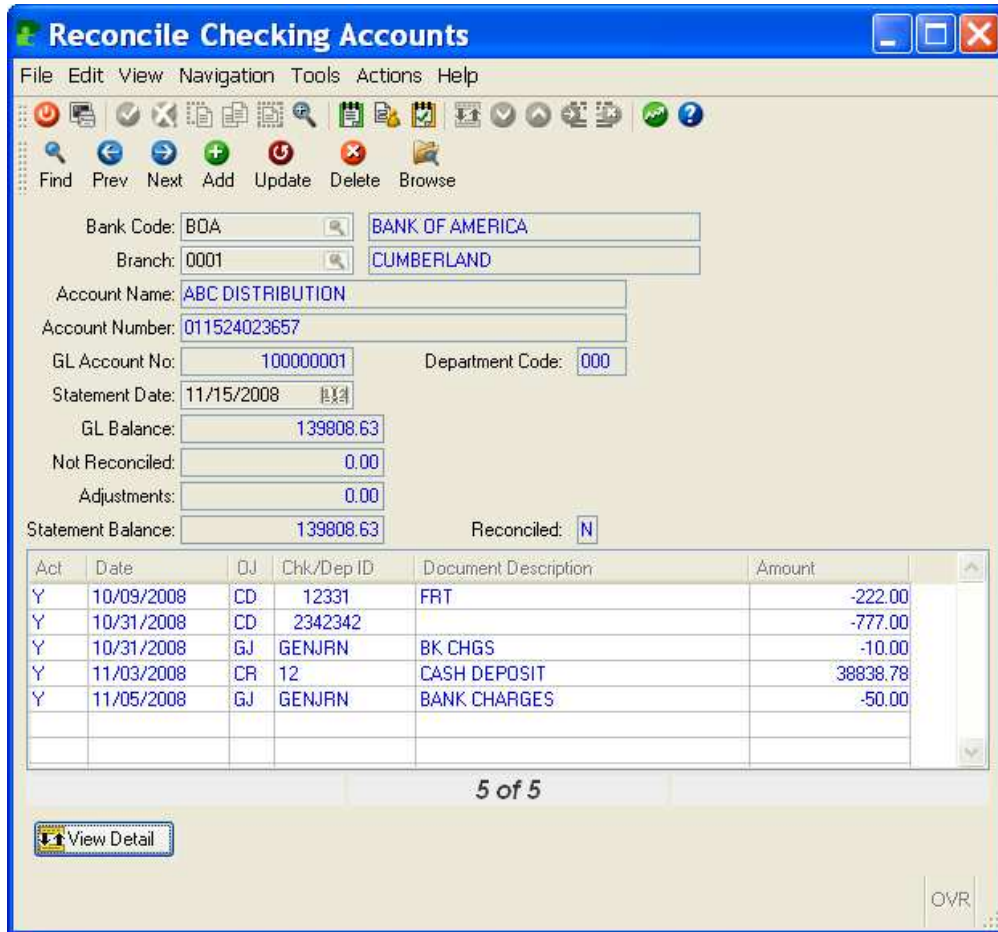 Reconcile Checking Accounts
File Edit View Navigation Tools Actions Help
Find Prev Next Add Update Delete Browse
Bank Code: BOA BANK OF AMERICA
Branch: 0001 CUMBERLAND
Account Name: ABC DISTRIBUTION
Account Number: 011524023657
GL Account No: 100000001 Department Code: 000
Statement Date: 11/15/2008
GL Balance: 139808.63
Not Reconciled: 0.00
Adjustments: 0.00
Statement Balance: 139808.63 Reconciled: N
Act Date OJ Chk/Dep ID Document Description Amount
Y 10/09/2008 CD 12331 FRT -222.00
Y 10/31/2008 CD 2342342 -777.00
Y 10/31/2008 GJ GENJRN BK CHGS -10.00
Y 11/03/2008 CR 12 CASH DEPOSIT 38838.78
Y 11/05/2008 GJ GENJRN BANK CHARGES -50.00
5 of 5
View Detail
OVR